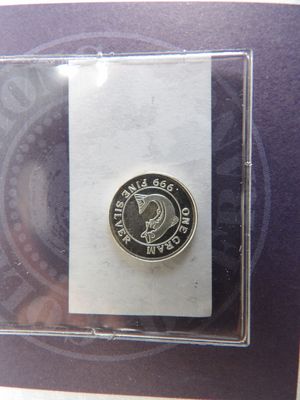 ONE GRAM
.999 FINE SILVER